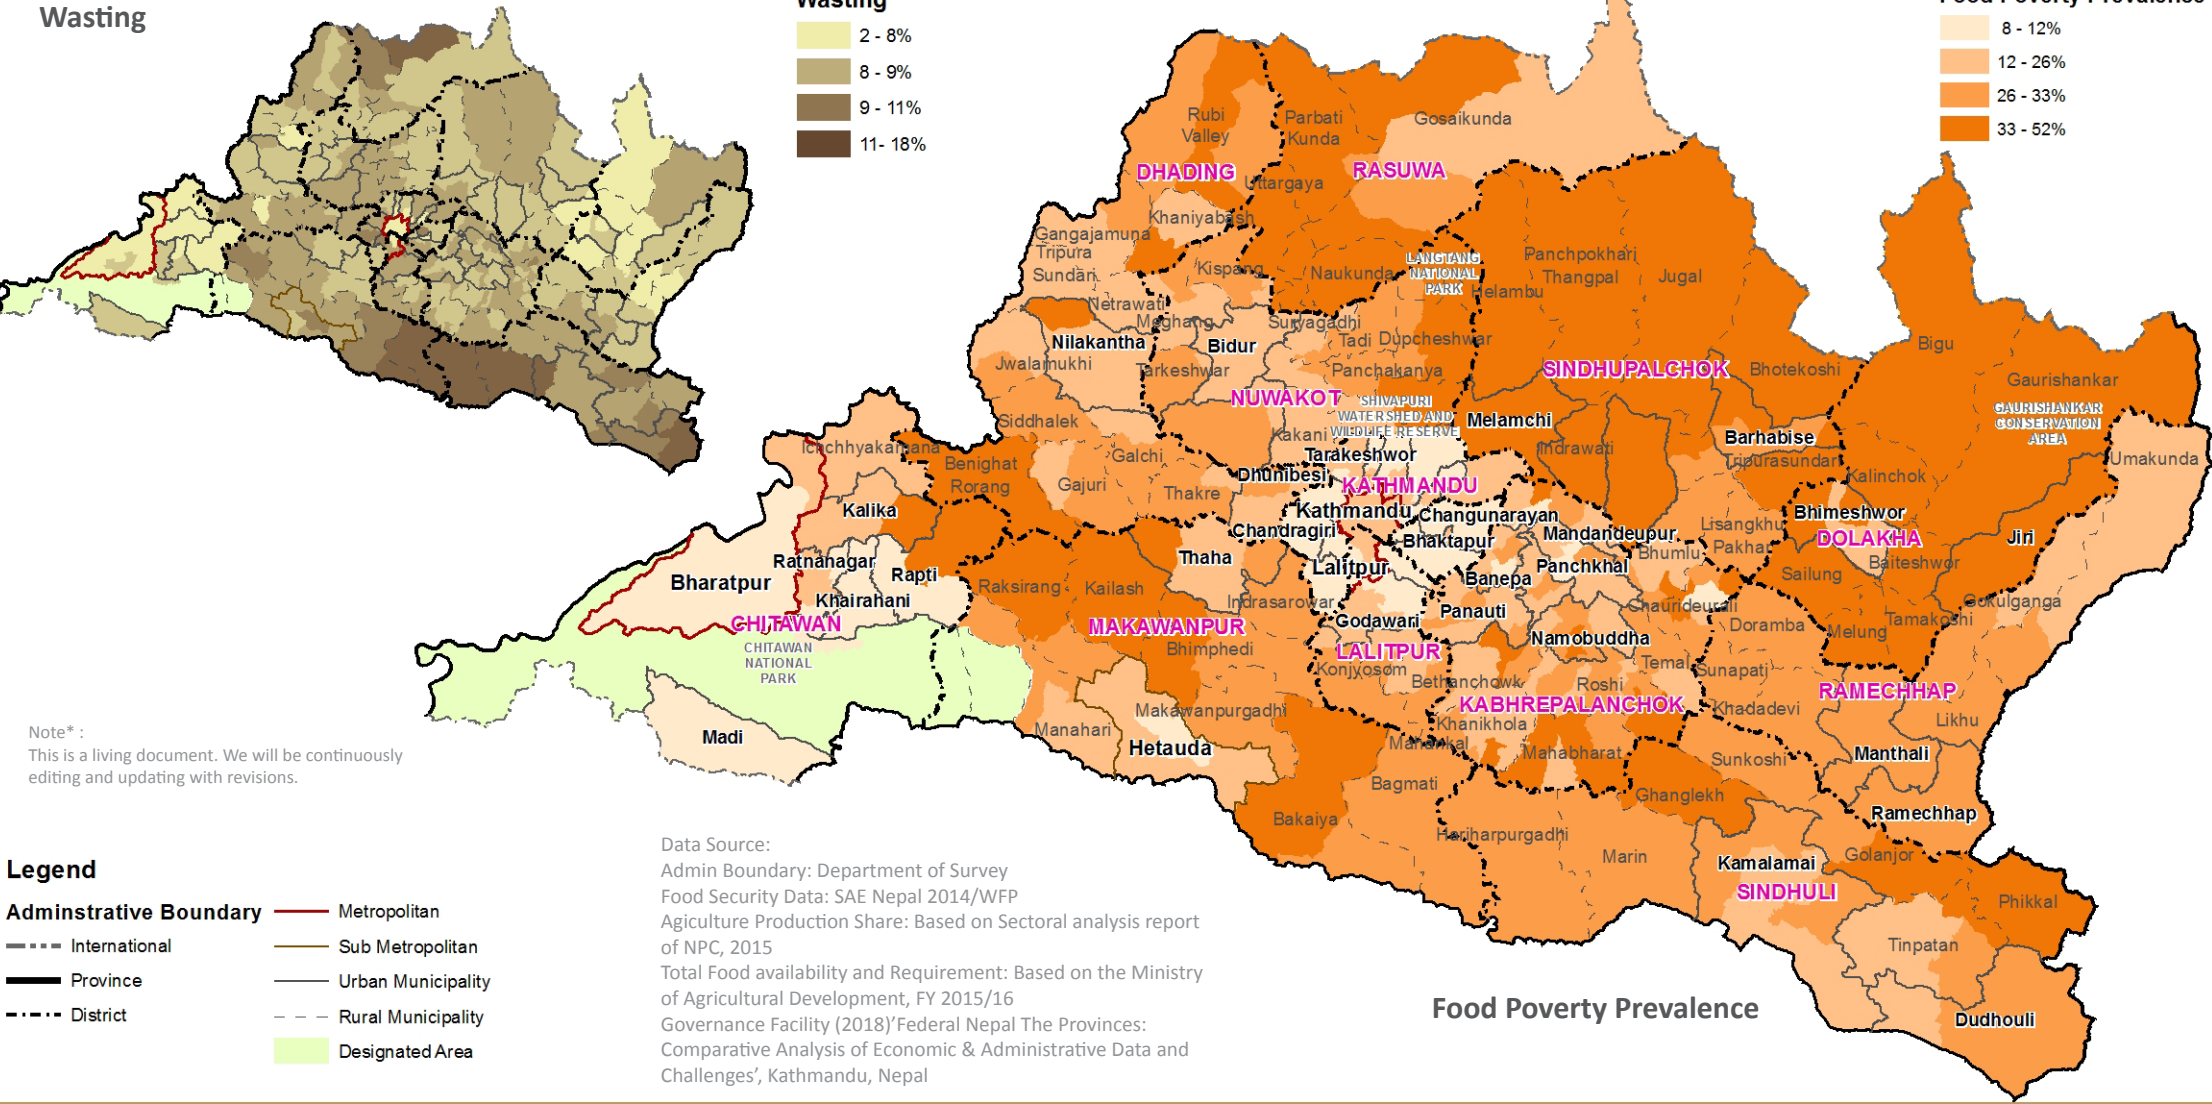 Wasting
Wasting
2 - 8%
8 - 9%
9 - 11%
11- 18%
Food Poverty Prevalense
8 - 12%
12 - 26%
26 - 33%
33 - 52%
Rubi
Valley
Parbati
Kunda
Gosaikunda
DHADING
RASUWA
Uttargaya
Khaniyabash
Gangajamuna
Tripura
Sundari
Kispang
Naukunda
LANGTANG
NATIONAL
PARK
Helambu
Panchpokhari
Thangpal
Jugal
Netrawati
Meghang
Suryagadhi
Nilakantha
Bidur
Tadi
Dupcheshwar
Bigu
Jwalamukhi
Tarkeshwar
Panchakanya
SINDHUPALCHOK
Bhotekoshi
Gaurishankar
NUWAKOT
SHIVAPURI
WATERSHED AND
WILDLIFE RESERVE
GAURISHANKAR
CONSERVATION
AREA
Siddhalek
Kakani
Melamchi
Barhabise
Ichchhyakamana
Benighat
Rorang
Galchi
Tarakeshwor
Indrawati
Tripurasundari
Umakunda
Gajuri
Thakre
Dhunibesi
KATHMANDU
Kalinchok
Kalika
Kathmandu
Changunarayan
Bhimeshwor
Chandragiri
Bhaktapur
Mandandeupur
Lisangkhu
Pakhar
DOLAKHA
Jiri
Ratnanagar
Thaha
Bhumlu
Bharatpur
Rapti
Lalitpur
Banepa
Panchkhal
Sailung
Baiteshwor
Raksirang
Kailash
Khairahani
Indrasarowar
Panauti
Chaurideurali
Gokulganga
CHITAWAN
MAKAWANPUR
Godawari
Doramba
Melung
Tamakoshi
CHITAWAN
NATIONAL
PARK
Bhimphedi
LALITPUR
Namobuddha
Konjyosom
Bethanchowk
Temal
Sunapati
Roshi
RAMECHHAP
KABHREPALANCHOK
Makawanpurgadhi
Khanikhola
Khadadevi
Likhu
Manahari
Madi
Hetauda
Mahankal
Mahabharat
Sunkoshi
Manthali
Bagmati
Ghanglekh
Bakaiya
Ramechhap
Hariharpurgadhi
Marin
Kamalamai
Golanjor
SINDHULI
Phikkal
Tinpatan
Dudhouli
Food Poverty Prevalence
Note* :
This is a living document. We will be continuously
editing and updating with revisions.
Legend
Adminstrative Boundary
International
Province
District
Metropolitan
Sub Metropolitan
Urban Municipality
Rural Municipality
Designated Area
Data Source:
Admin Boundary: Department of Survey
Food Security Data: SAE Nepal 2014/WFP
Agiculture Production Share: Based on Sectoral analysis report
of NPC, 2015
Total Food availability and Requirement: Based on the Ministry
of Agricultural Development, FY 2015/16
Governance Facility (2018)’Federal Nepal The Provinces:
Comparative Analysis of Economic & Administrative Data and
Challenges’, Kathmandu, Nepal